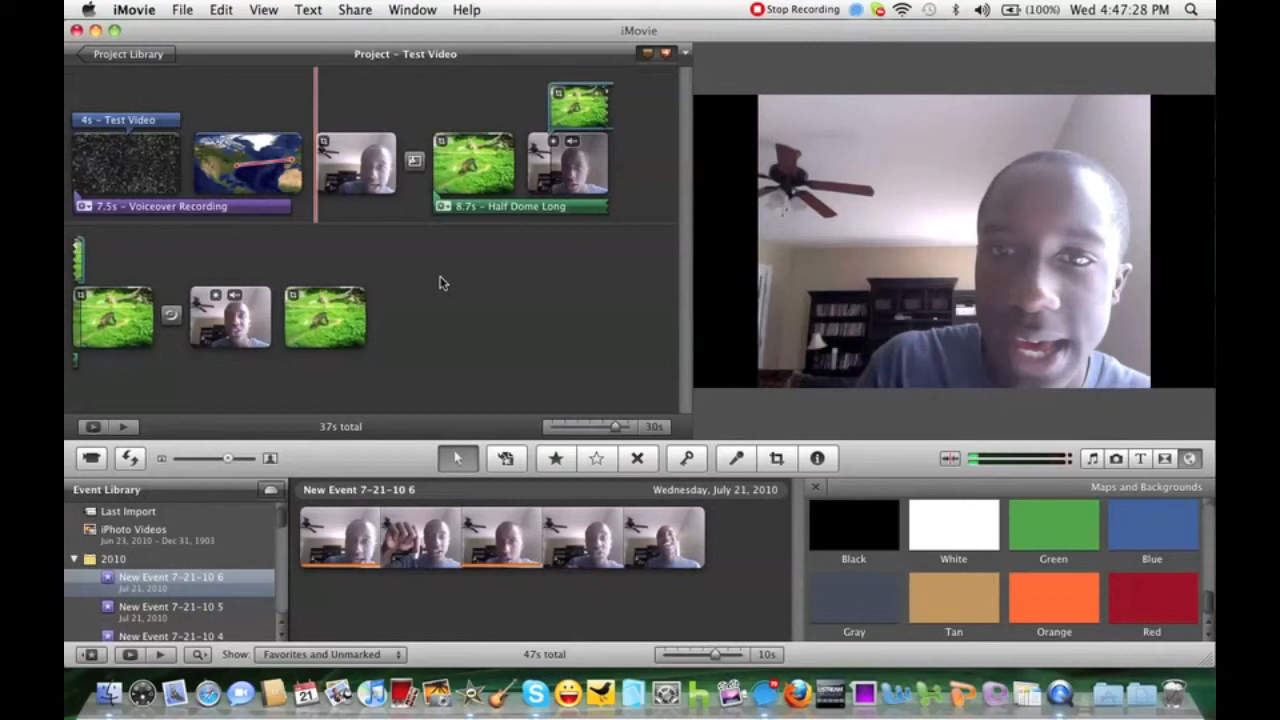 iMovie File Edit View Text Share Window Help Stop Recording (100%) Wed 4:47:28 PM
iMovie
Project Library Project - Test Video
4s - Test Video
7.5s - Voiceover Recording 8.7s - Half Dome Long
37s total 30s
Event Library New Event 7-21-10 6 Wednesday, July 21, 2010 Maps and Backgrounds
Last Import
iPhoto Videos
Jun 23, 2010 - Dec 31, 1903
2010
New Event 7-21-10 6
Jul 21, 2010
New Event 7-21-10 5
Jul 21, 2010
New Event 7-21-10 4
Black White Green Blue
Gray Tan Orange Red
Show: Favorites and Unmarked 47s total 10s